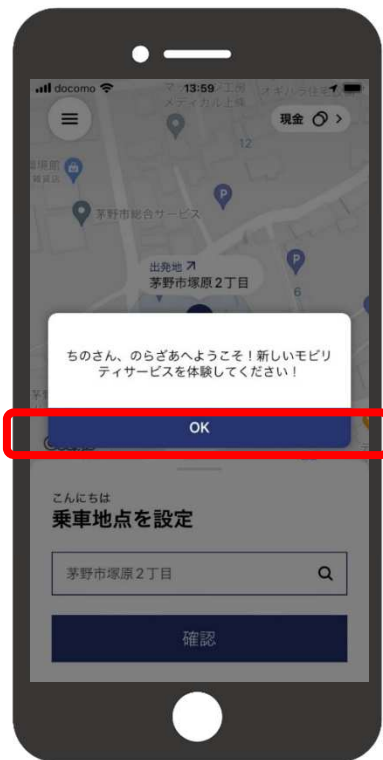 docomo
13:59
メディカル上條
現金
12
P
茅野市総合サービス
P
出発地
茅野市塚原2丁目
6
ちのさん、のらざあへようこそ！新しいモビリ
ティサービスを体験してください！
OK
こんにちは
乗車地点を設定
茅野市塚原2丁目
確認